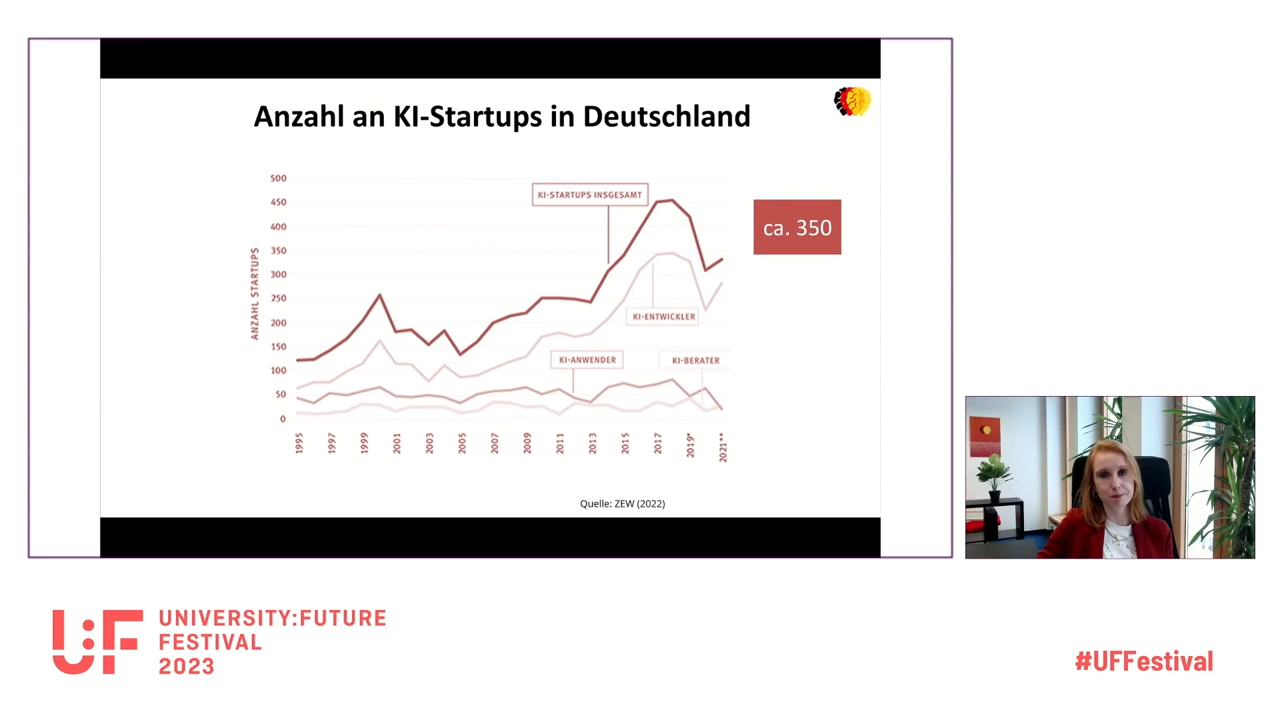 Anzahl an KI-Startups in Deutschland
500
450
400
350
300
250
200
150
100
50
0
ANZAHL STARTUPS
KI-STARTUPS INSGESAMT
KI-ENTWICKLER
KI-ANWENDER
KI-BERATER
1995
1997
1999
2001
2003
2005
2007
2009
2011
2013
2015
2017
2019*
2021**
ca. 350
Quelle: ZEW (2022)
U:F
UNIVERSITY:FUTURE
FESTIVAL
2023
#UFFestival